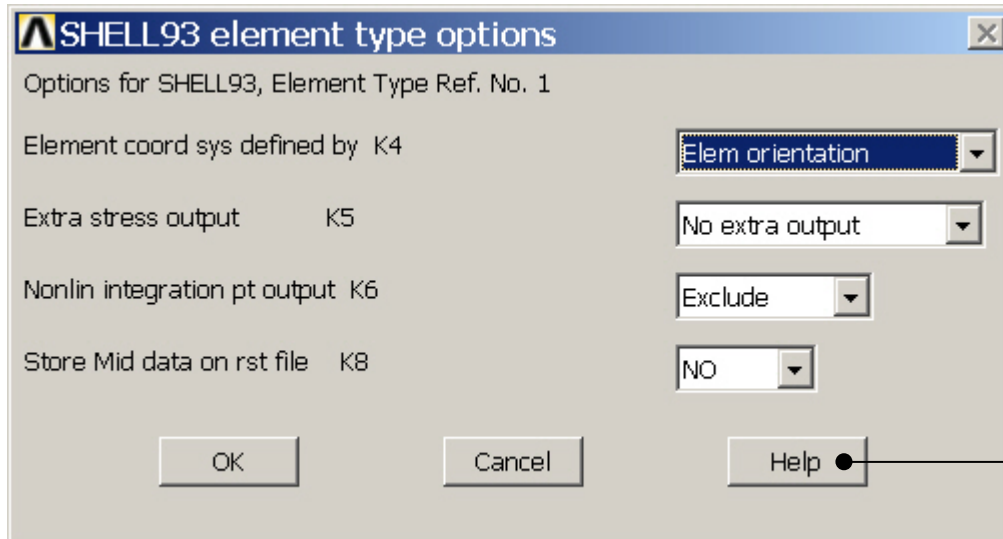 SHELL93 element type options
Options for SHELL93, Element Type Ref. No. 1
Element coord sys defined by K4 Elem orientation
Extra stress output K5 No extra output
Nonlin integration pt output K6 Exclude
Store Mid data on rst file K8 NO
OK Cancel Help